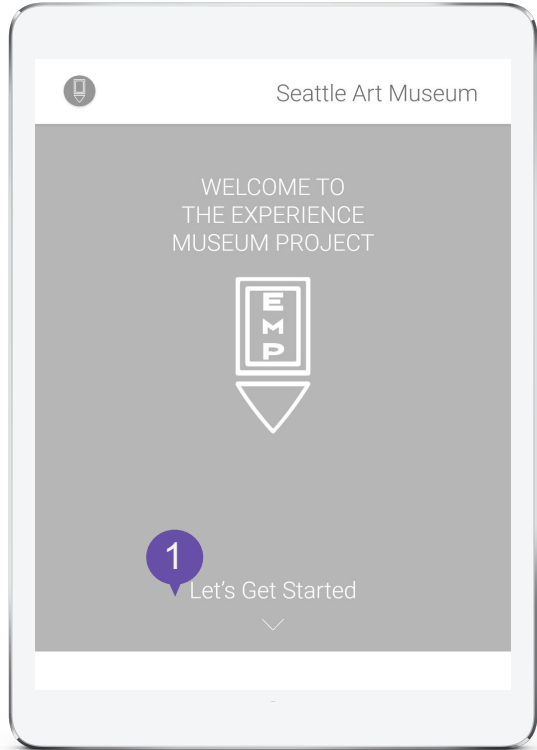 Seattle Art Museum
WELCOME TO
THE EXPERIENCE
MUSEUM PROJECT
E
M
P
1
Let's Get Started